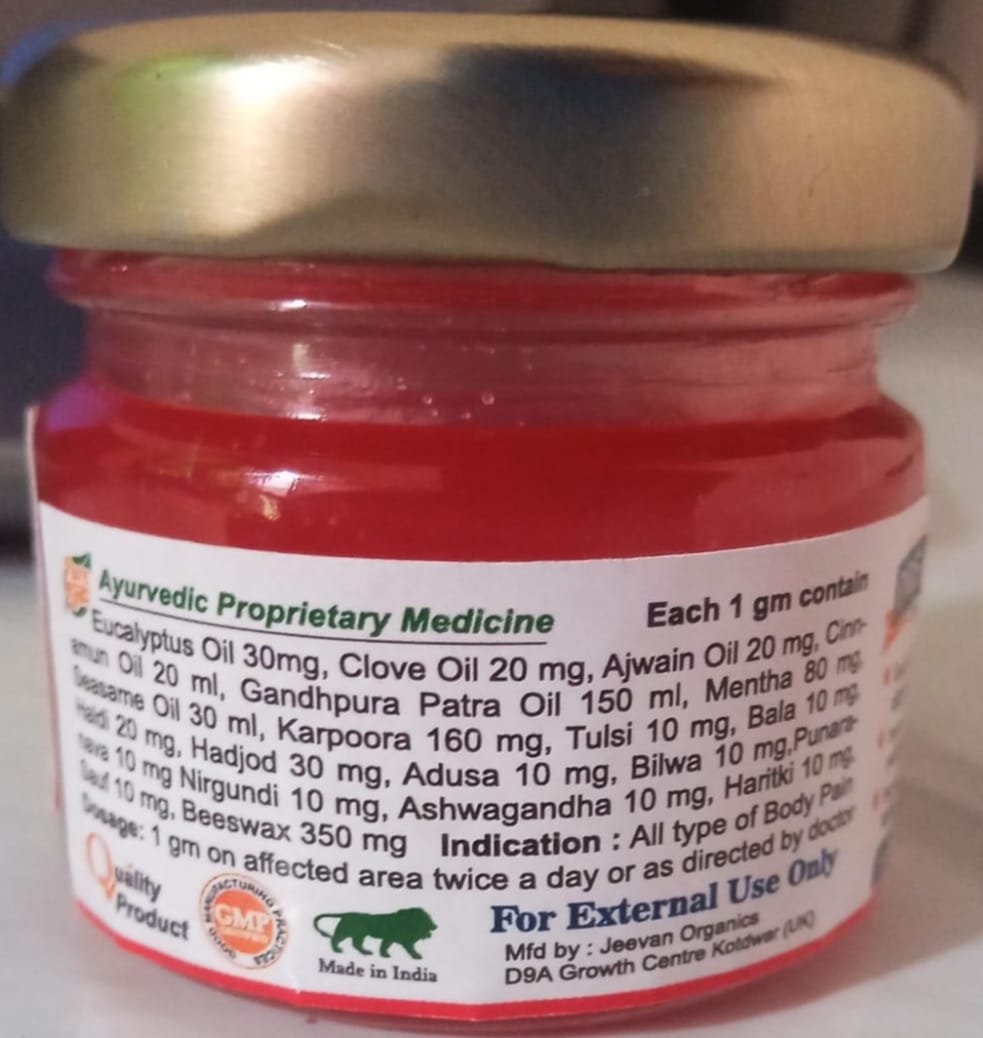 Ayurvedic Proprietary Medicine Each 1 gm contain
Eucalyptus Oil 30mg, Clove Oil 20 mg, Ajwain Oil 20 mg, Cinn-
amun Oil 20 ml, Gandhpura Patra Oil 150 ml, Mentha 80 mg
Seasame Oil 30 ml, Karpoora 160 mg, Tulsi 10 mg, Bala 10 mg
Haldi 20 mg, Hadjod 30 mg, Adusa 10 mg, Bilwa 10 mg,Punara-
nava 10 mg Nirgundi 10 mg, Ashwagandha 10 mg, Haritki 10 mg
Sauf 10 mg, Beeswax 350 mg Indication : All type of Body Pain
Dosage: 1 gm on affected area twice a day or as directed by doctor
Quality
Product
GOOD MANUFACTURING PRACTICES
GMP
Made in India
For External Use Only
Mfd by : Jeevan Organics
D9A Growth Centre Kotdwar (UK)